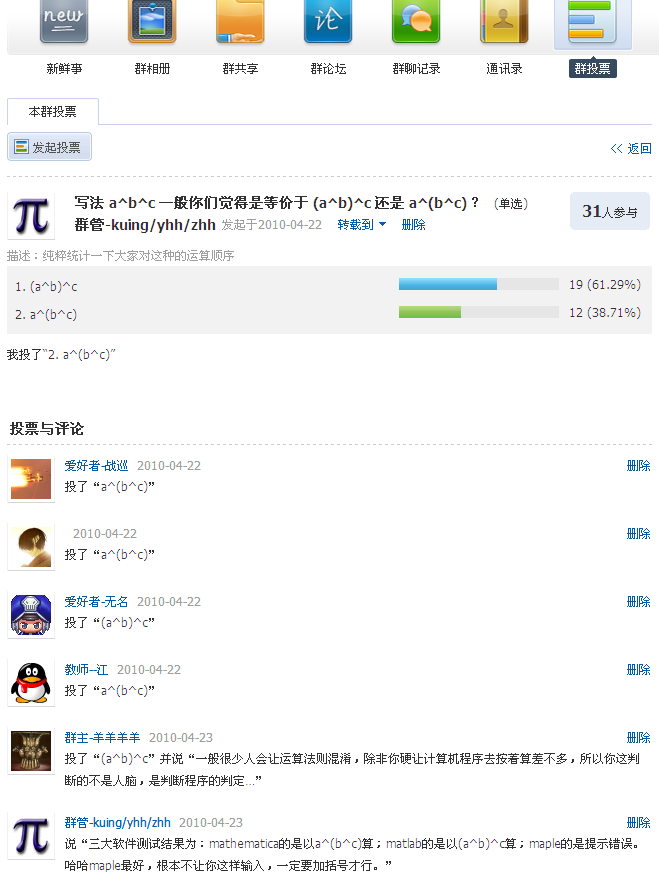 new
论
新鲜事
群相册
群共享
群论坛
群聊记录
通讯录
群投票
本群投票
发起投票
<< 返回
写法 a^b^c 一般你们觉得是等价于 (a^b)^c 还是 a^(b^c)? (单选)
31人参与
群管-kuing/yhh/zhh 发起于2010-04-22 转载到 删除
描述:纯粹统计一下大家对这种的运算顺序
1. (a^b)^c 19 (61.29%)
2. a^(b^c) 12 (38.71%)
我投了“2. a^(b^c)”
投票与评论
爱好者-战巡 2010-04-22 删除
投了“a^(b^c)”
2010-04-22 删除
投了“a^(b^c)”
爱好者-无名 2010-04-22 删除
投了“(a^b)^c”
教师--江 2010-04-22 删除
投了“a^(b^c)”
群主-羊羊羊羊 2010-04-23 删除
投了“(a^b)^c”并说“一般很少人会让运算法则混淆,除非你硬让计算机程序去按着算差不多,所以你这判
断的不是人脑,是判断程序的判定...”
群管-kuing/yhh/zhh 2010-04-23 删除
说“三大软件测试结果为:mathematica的是以a^(b^c)算;matlab的是以(a^b)^c算;maple的是提示错误。
哈哈maple最好,根本不让你这样输入,一定要加括号才行。”